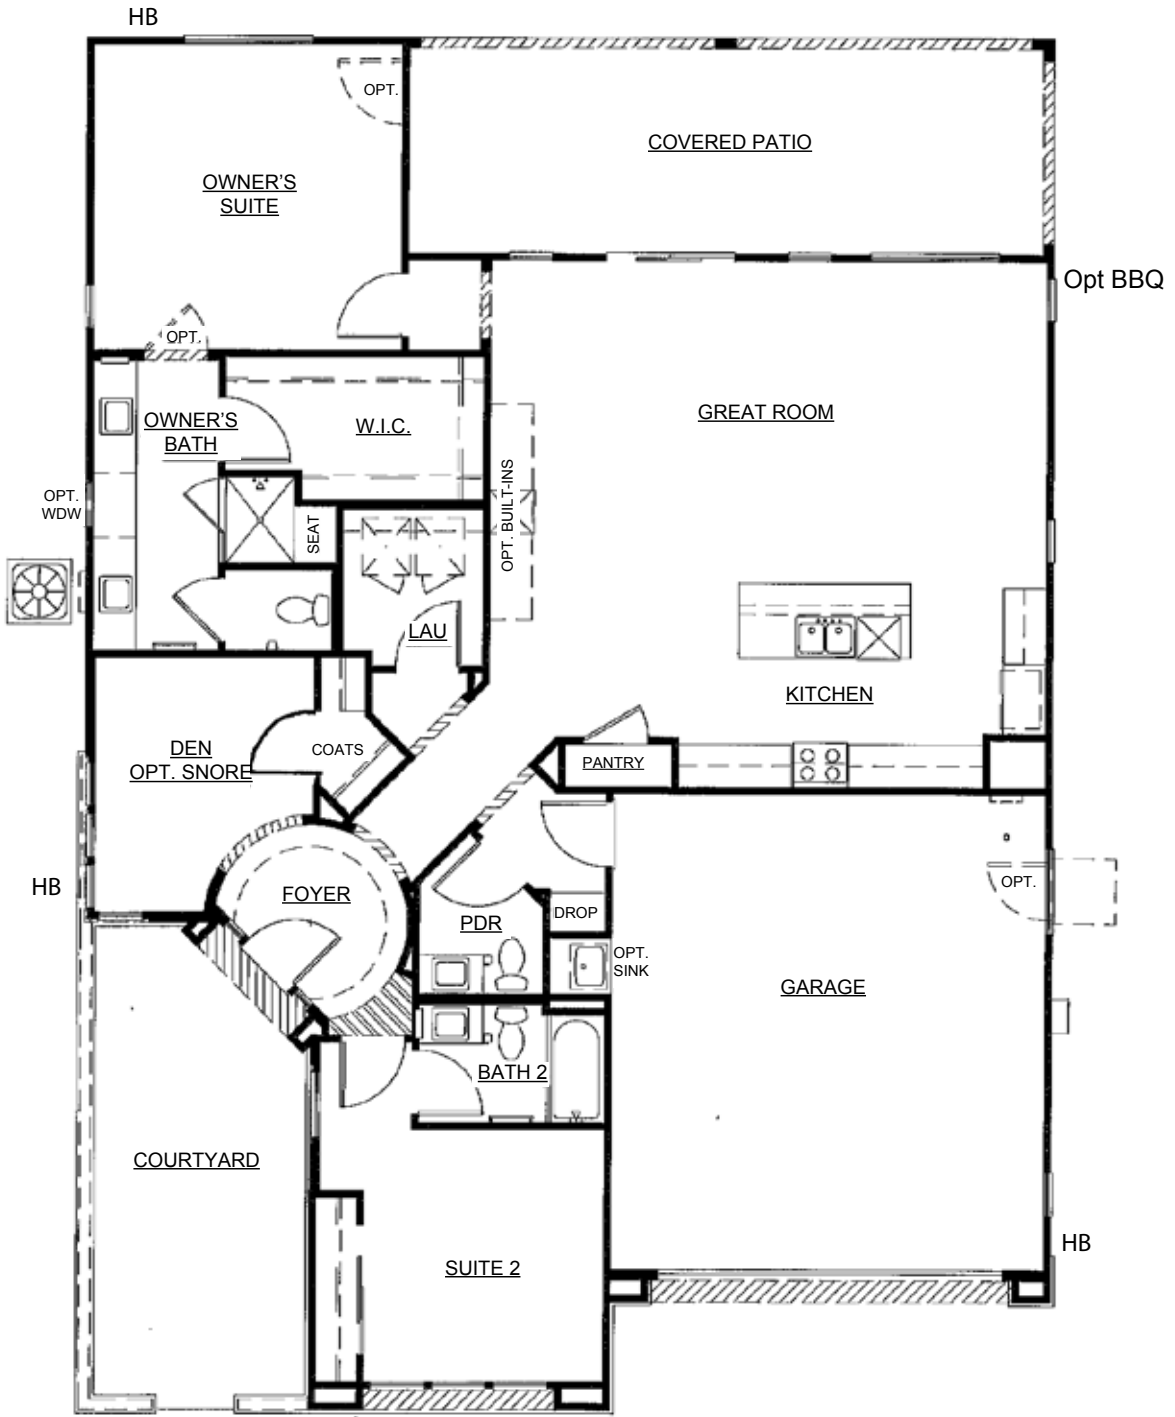 HB
OPT.
COVERED PATIO
OWNER'S
SUITE
Opt BBQ
OPT.
GREAT ROOM
OWNER'S
BATH
W.I.C.
OPT.
WDW
SEAT
OPT. BUILT-INS
LAU
KITCHEN
DEN
OPT. SNORE
COATS
PANTRY
HB
FOYER
OPT.
DROP
PDR
OPT.
SINK
GARAGE
BATH 2
COURTYARD
HB
SUITE 2